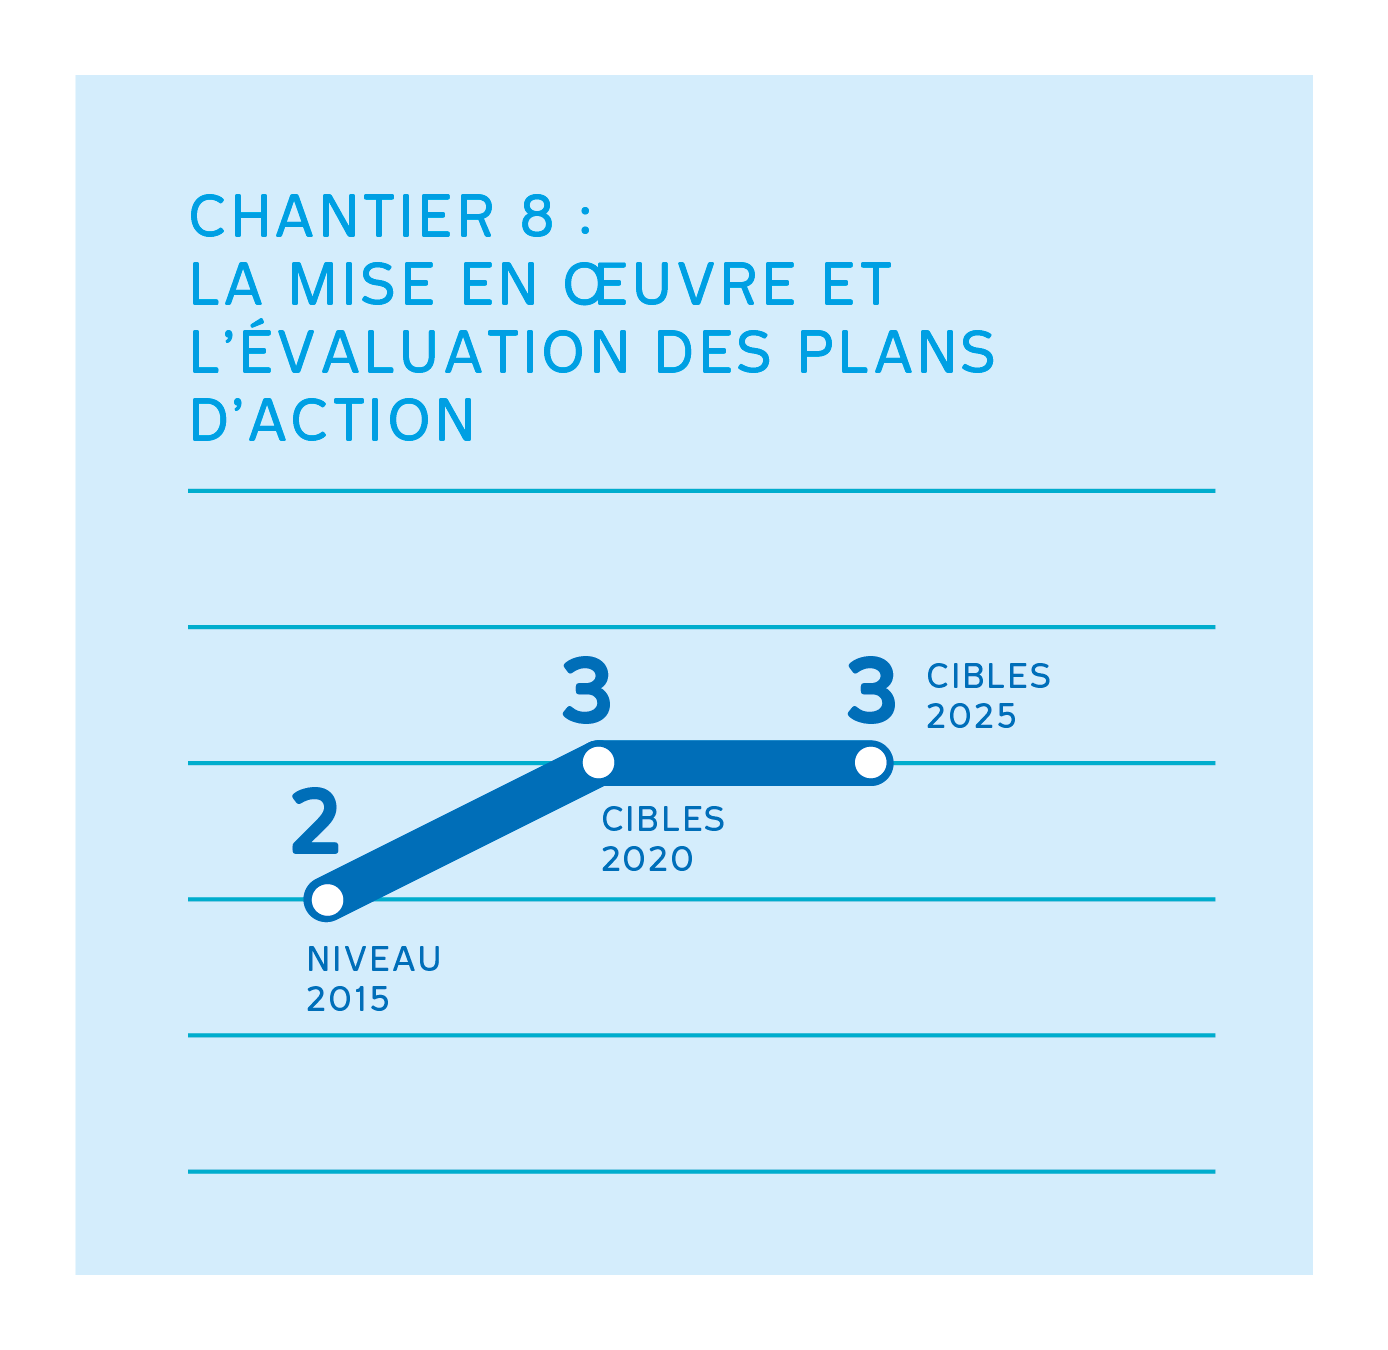 CHANTIER 8 :
LA MISE EN ŒUVRE ET
L’ÉVALUATION DES PLANS
D’ACTION
3
3
CIBLES
2025
2
CIBLES
2020
NIVEAU
2015